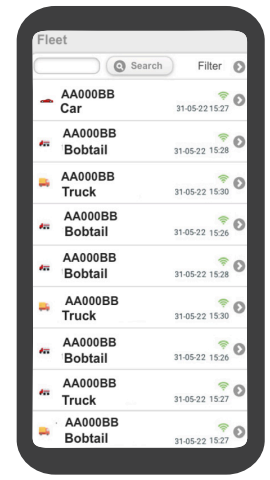 Fleet
Search Filter
AA000BB
Car 31-05-22 15:27
AA000BB
Bobtail 31-05-22 15:28
AA000BB
Truck 31-05-22 15:30
AA000BB
Bobtail 31-05-22 15:26
AA000BB
Bobtail 31-05-22 15:28
AA000BB
Truck 31-05-22 15:30
AA000BB
Bobtail 31-05-22 15:26
AA000BB
Truck 31-05-22 15:27
AA000BB
Bobtail 31-05-22 15:27